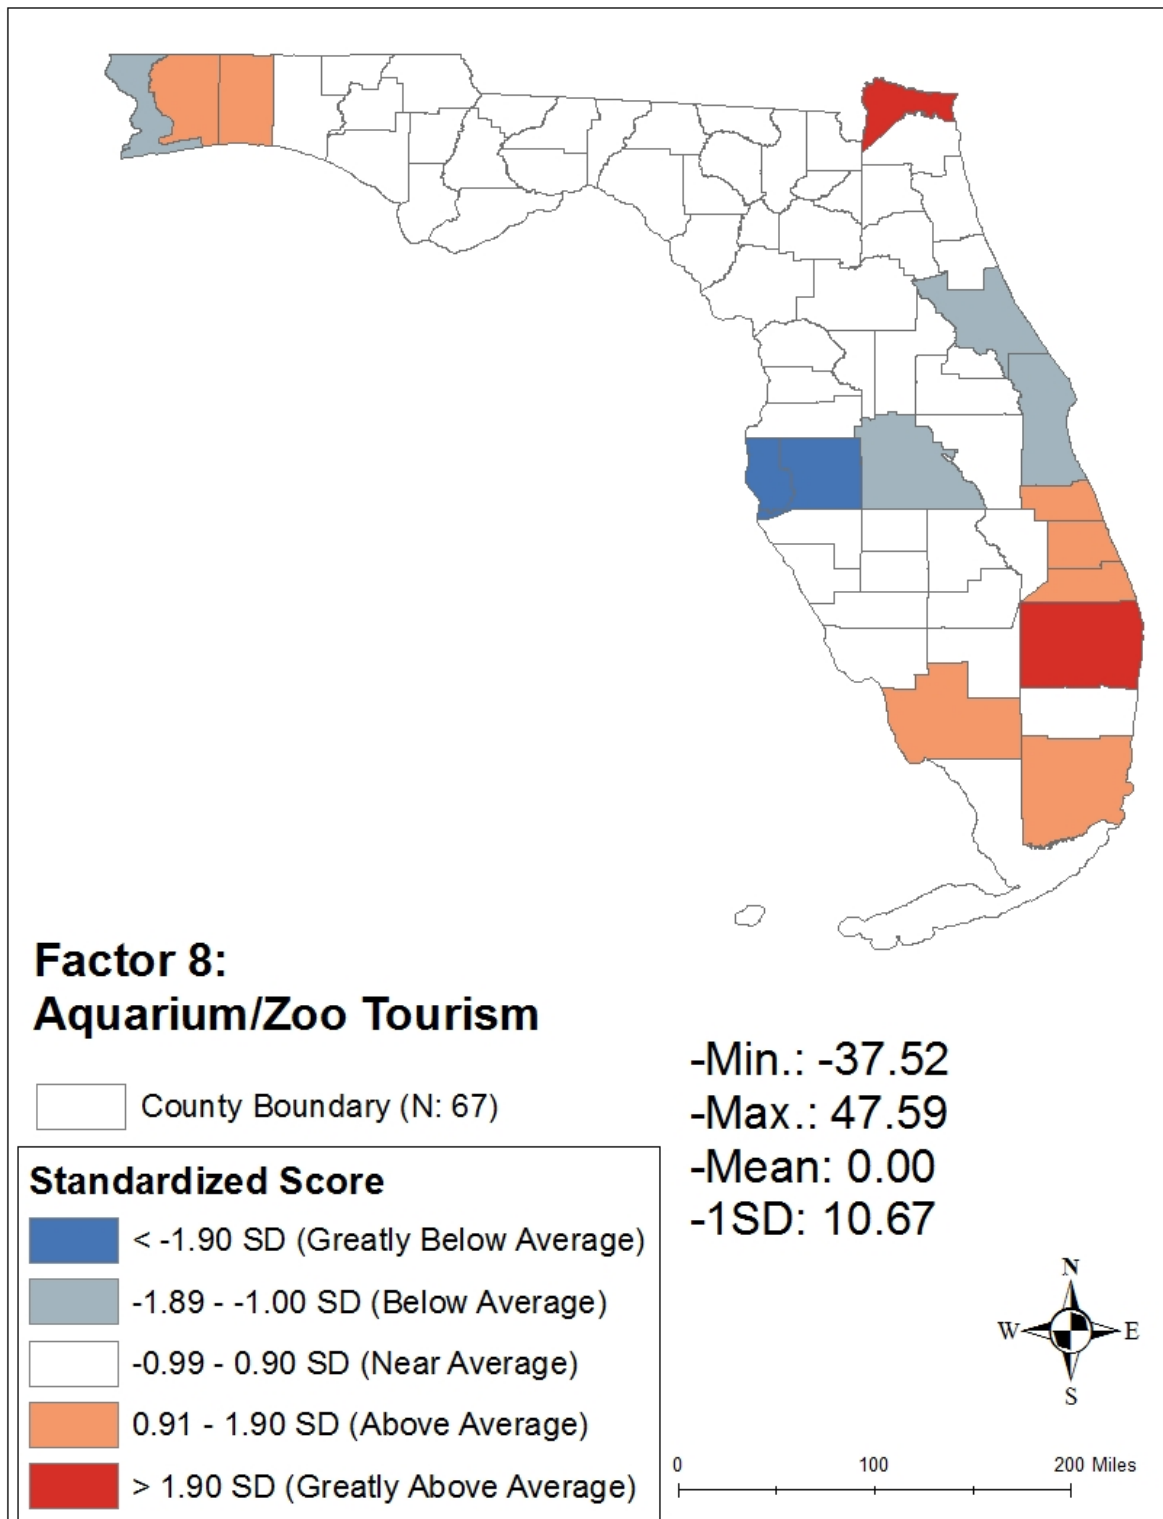 Factor 8:
Aquarium/Zoo Tourism
County Boundary (N: 67)
Standardized Score
< -1.90 SD (Greatly Below Average)
-1.89 - -1.00 SD (Below Average)
-0.99 - 0.90 SD (Near Average)
0.91 - 1.90 SD (Above Average)
> 1.90 SD (Greatly Above Average)
-Min.: -37.52
-Max.: 47.59
-Mean: 0.00
-1SD: 10.67
N
W E
S
0 100 200 Miles